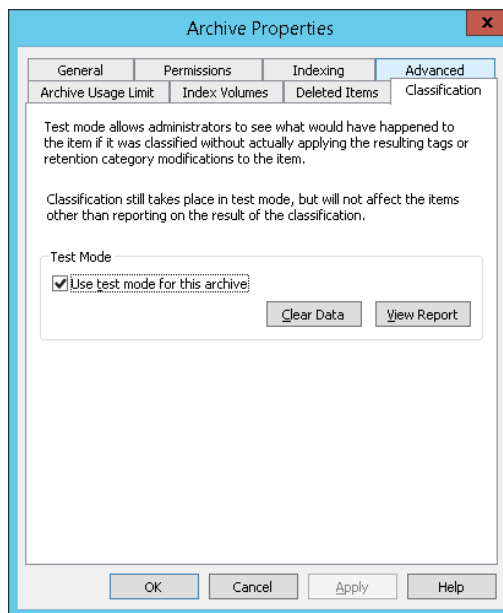 Archive Properties
x
General
Permissions
Indexing
Advanced
Archive Usage Limit
Index Volumes
Deleted Items
Classification
Test mode allows administrators to see what would have happened to
the item if it was classified without actually applying the resulting tags or
retention category modifications to the item.
Classification still takes place in test mode, but will not affect the items
other than reporting on the result of the classification.
Test Mode
Use test mode for this archive
Clear Data
View Report
OK
Cancel
Apply
Help